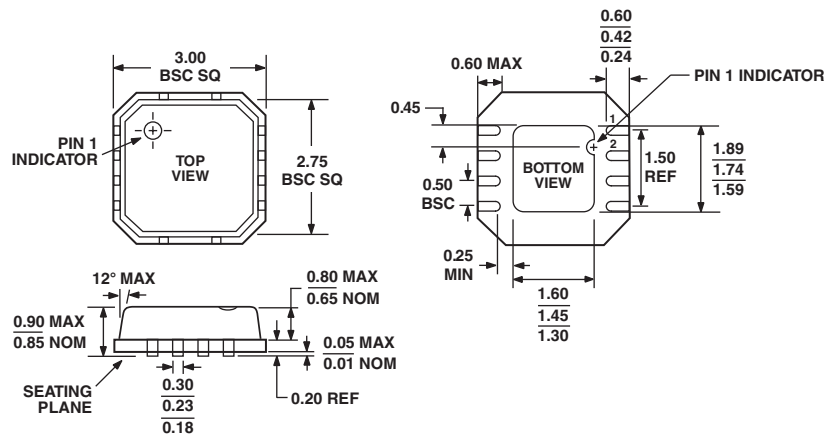 3.00
BSC SQ
PIN 1
INDICATOR
TOP
VIEW
2.75
BSC SQ
0.60
0.42
0.24
0.60 MAX
PIN 1 INDICATOR
0.45
1
2
BOTTOM
VIEW
1.50
REF
1.89
1.74
1.59
0.50
BSC
0.25
MIN
1.60
1.45
1.30
12° MAX
0.80 MAX
0.65 NOM
0.90 MAX
0.85 NOM
0.05 MAX
0.01 NOM
SEATING
PLANE
0.30
0.23
0.18
0.20 REF